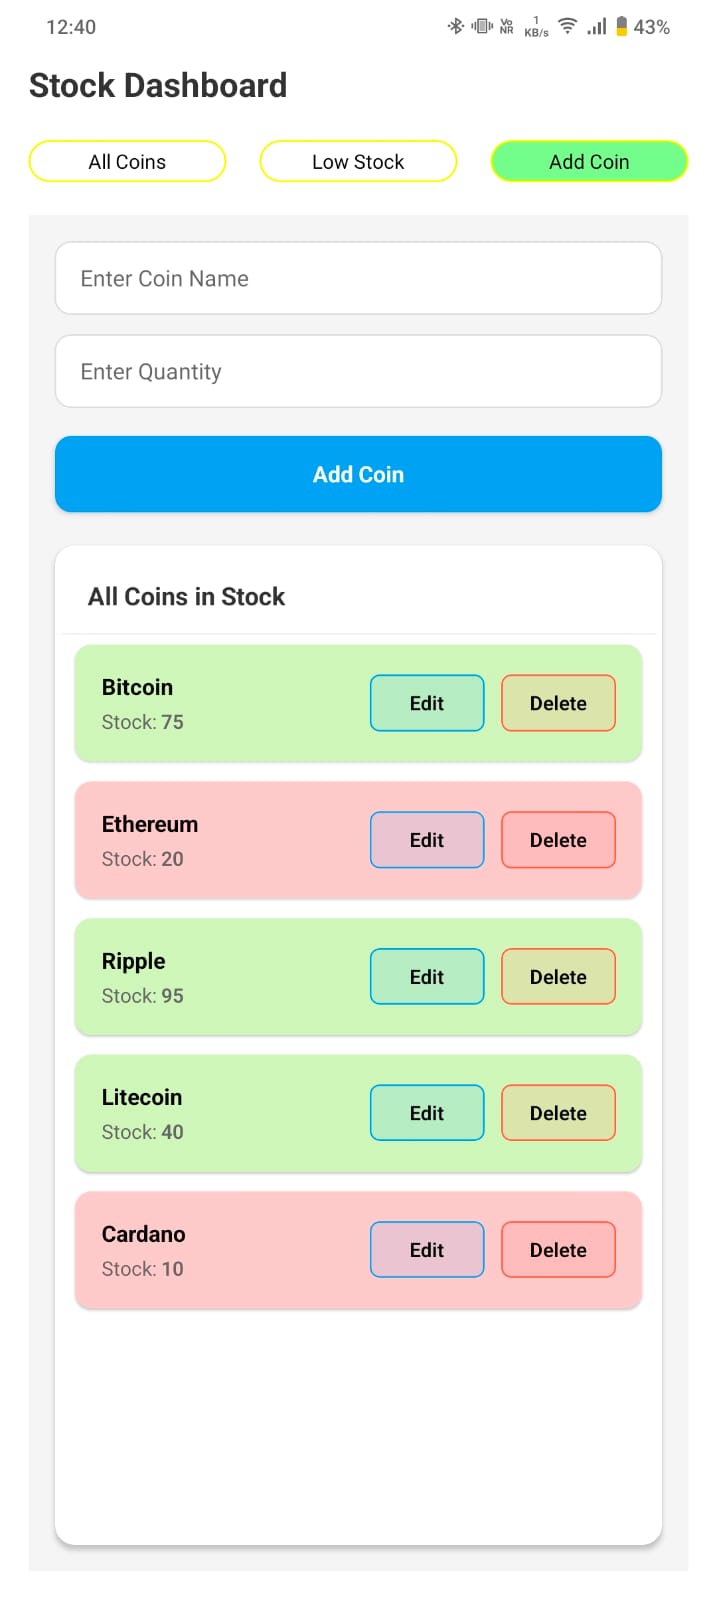 12:40 Vo NR 1 KB/s 43%
Stock Dashboard
All Coins Low Stock Add Coin
Enter Coin Name
Enter Quantity
Add Coin
All Coins in Stock
Bitcoin
Stock: 75
Edit Delete
Ethereum
Stock: 20
Edit Delete
Ripple
Stock: 95
Edit Delete
Litecoin
Stock: 40
Edit Delete
Cardano
Stock: 10
Edit Delete